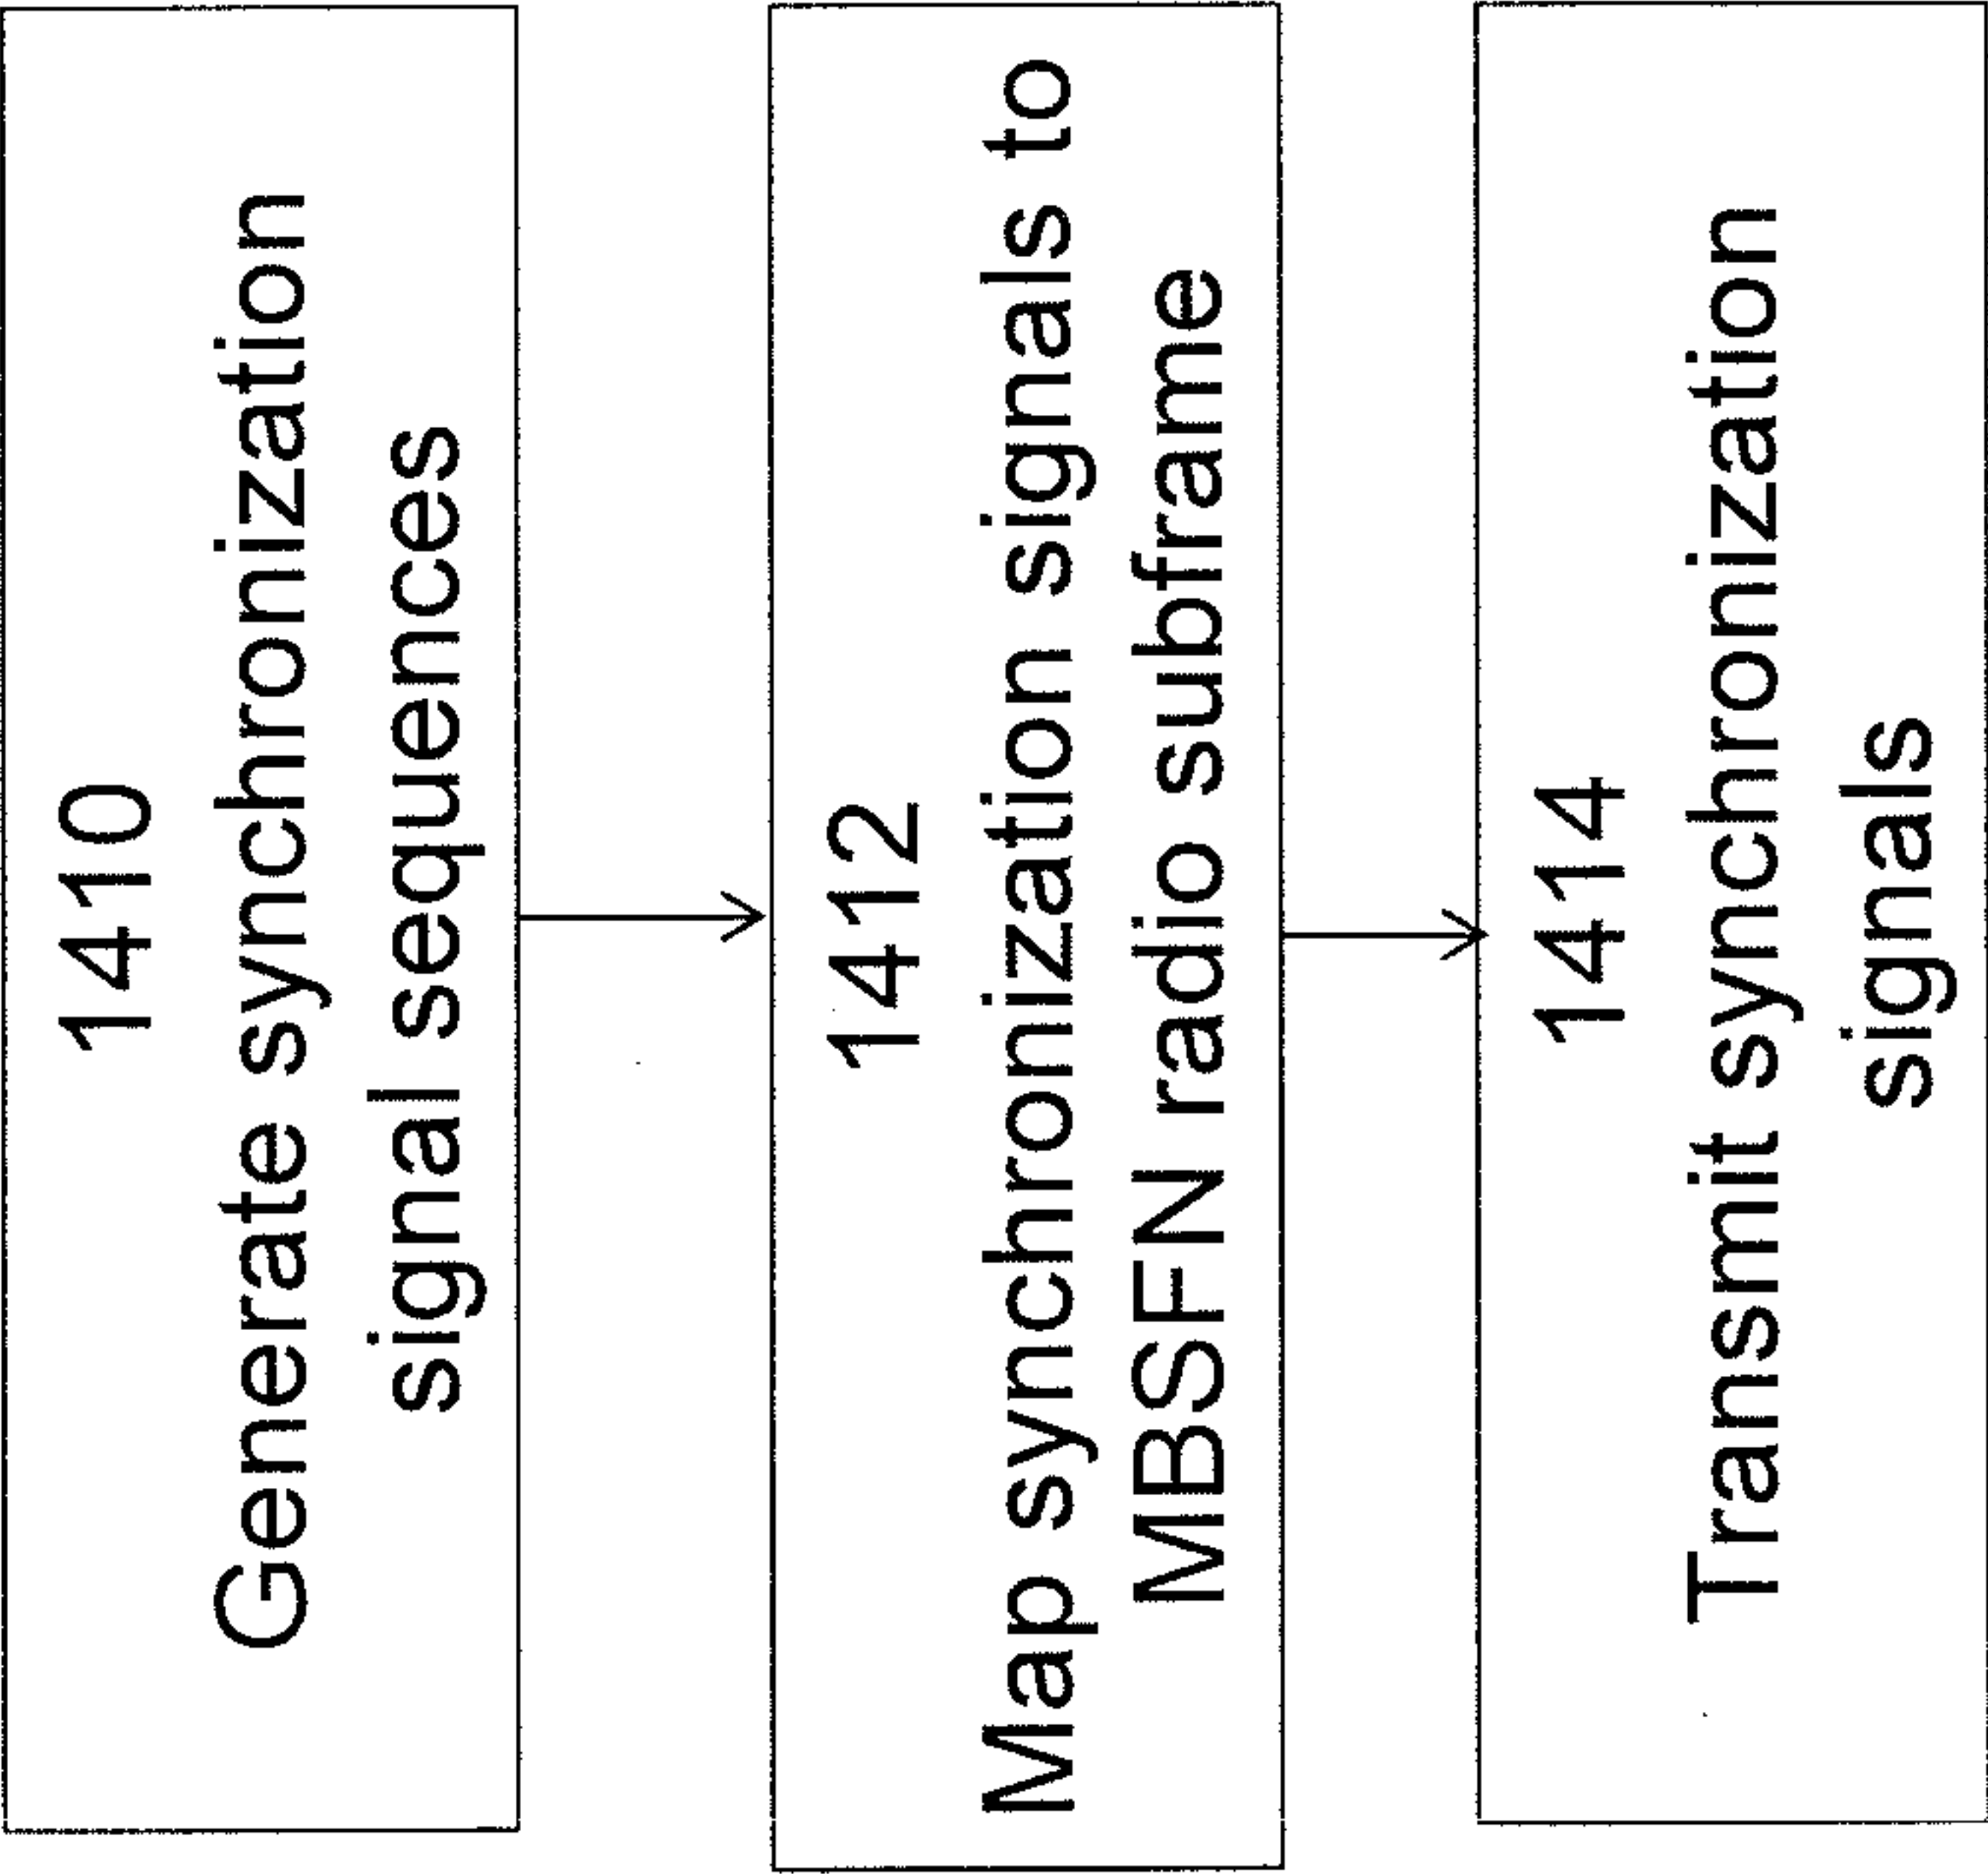 1410
Generate synchronization
signal sequences
1412
Map synchronization signals to
MBSFN radio subframe
1414
Transmit synchronization
signals